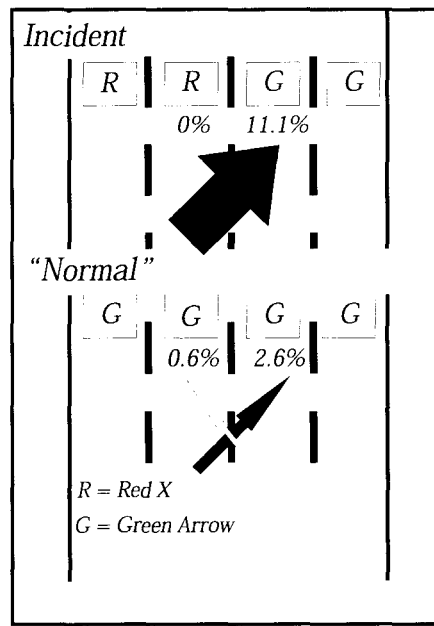 Incident
R R G G
0% 11.1%
"Normal"
G G G G
0.6% 2.6%
R = Red X
G = Green Arrow